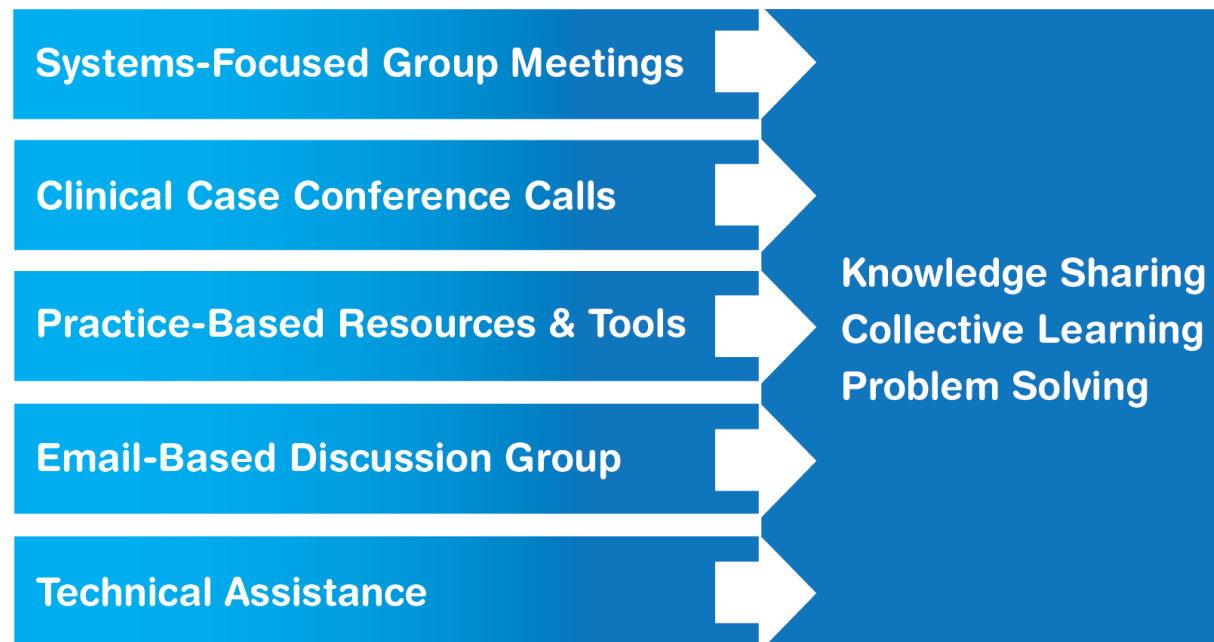 Systems-Focused Group Meetings
Clinical Case Conference Calls
Practice-Based Resources & Tools
Email-Based Discussion Group
Technical Assistance
Knowledge Sharing
Collective Learning
Problem Solving